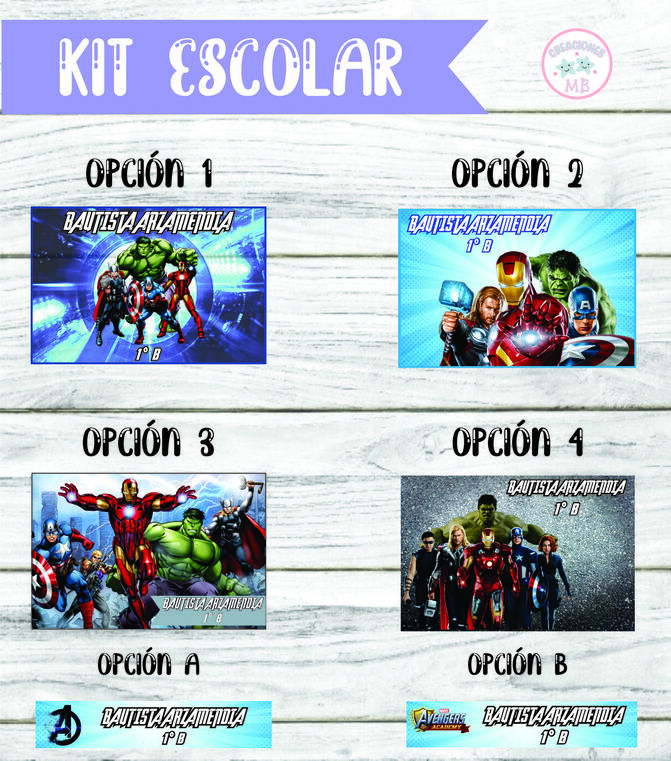 KIT ESCOLAR
CREACIONES
MB
OPCIÓN 1
OPCIÓN 2
BAUTISTA ARZAMENDIA
1° B
BAUTISTA ARZAMENDIA
1° B
OPCIÓN 3
OPCIÓN 4
BAUTISTA ARZAMENDIA
1° B
BAUTISTA ARZAMENDIA
1° B
OPCIÓN A
OPCIÓN B
BAUTISTA ARZAMENDIA
1° B
MARVEL
AVENGERS
ACADEMY
BAUTISTA ARZAMENDIA
1° B